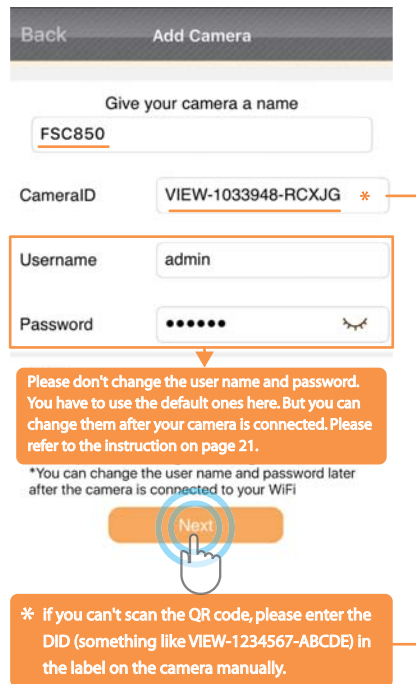 Back Add Camera
Give your camera a name
FSC850
CameraID VIEW-1033948-RCXJG *
Username admin
Password ••••••
Please don't change the user name and password.
You have to use the default ones here. But you can
change them after your camera is connected. Please
refer to the instruction on page 21.
*You can change the user name and password later
after the camera is connected to your WiFi
Next
* if you can't scan the QR code, please enter the
DID (something like VIEW-1234567-ABCDE) in
the label on the camera manually.